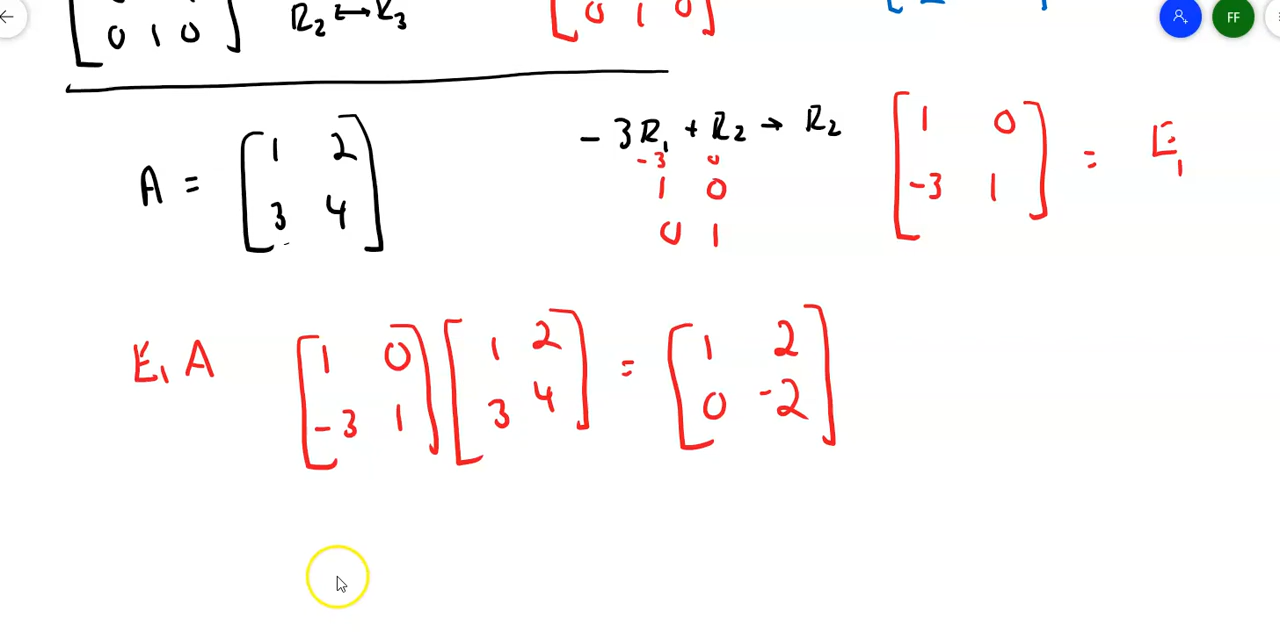 0 1 0 ] R2 ↔ R3 [ 0 1 0 ]
FF
A = [ 1 2
3 4 ]
-3R1 + R2 → R2
-3 0
1 0
0 1
[ 1 0
-3 1 ] = E1
E1 A [ 1 0
-3 1 ] [ 1 2
3 4 ] = [ 1 2
0 -2 ]